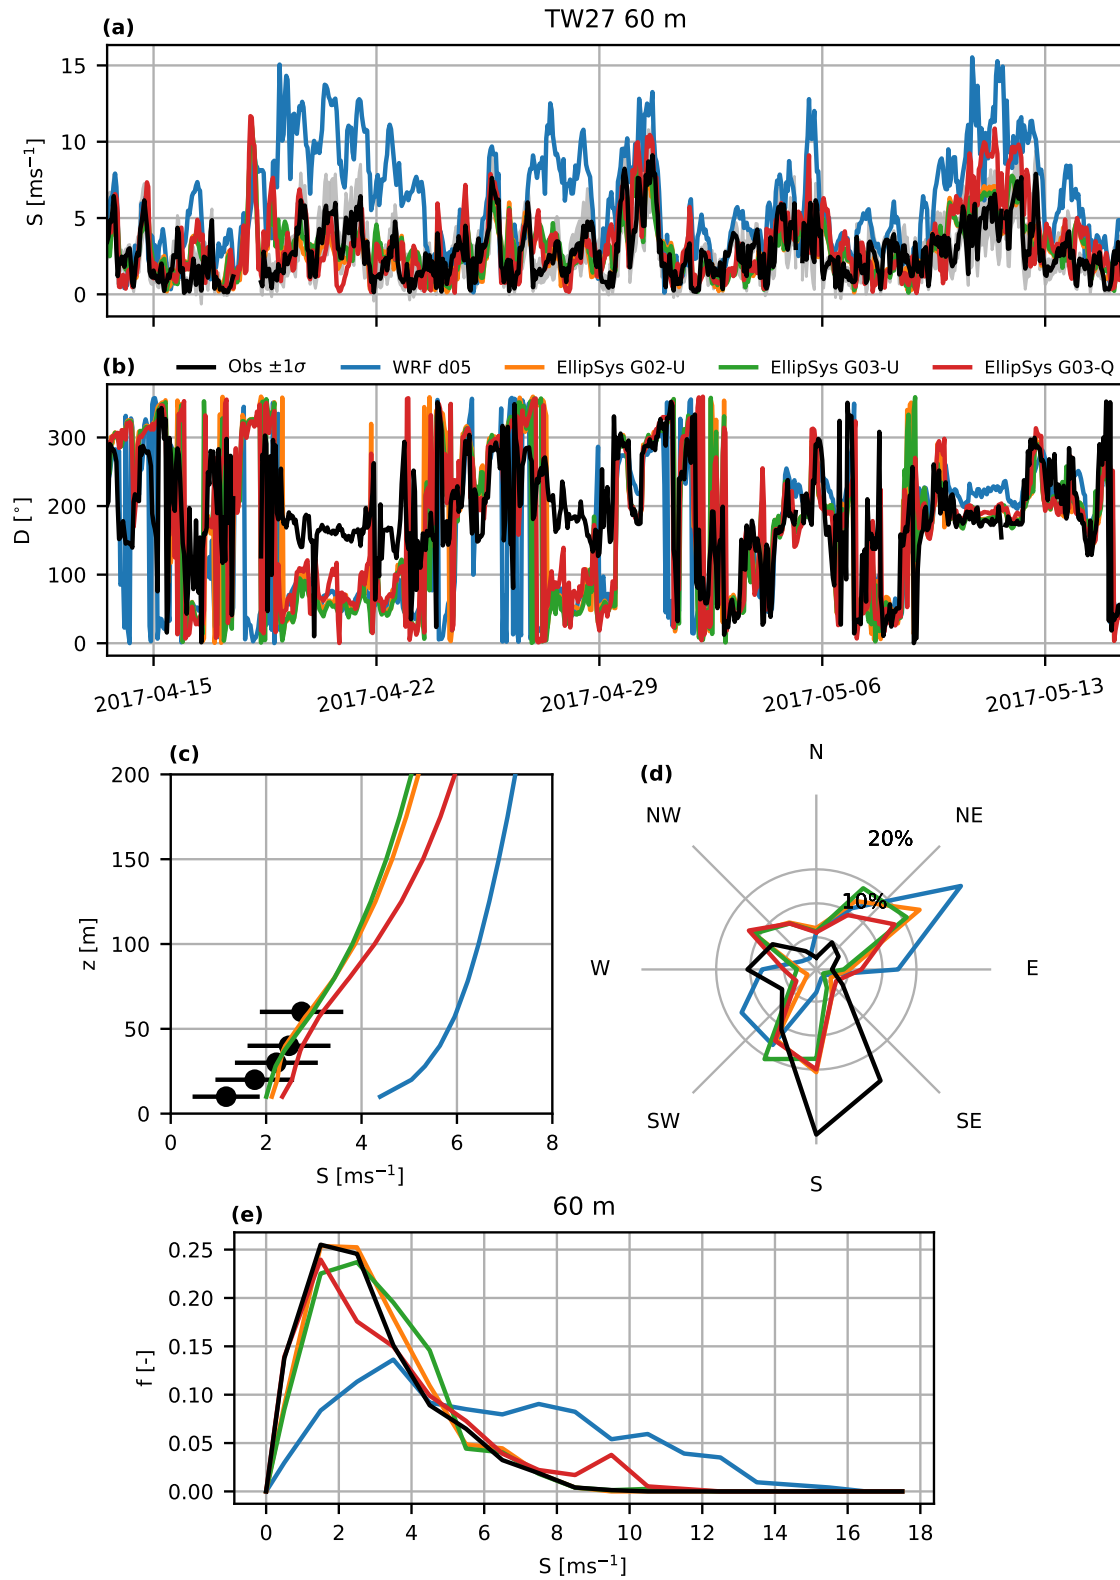 TW27 60 m
(a)
15
10
5
0
S [ms⁻¹]
(b)
Obs ±1σ WRF d05 EllipSys G02-U EllipSys G03-U EllipSys G03-Q
300
200
100
0
D [°]
2017-04-15 2017-04-22 2017-04-29 2017-05-06 2017-05-13
(c)
200
150
100
50
0
z [m]
0 2 4 6 8
S [ms⁻¹]
(d)
N
NW NE
20%
10%
W E
SW SE
S
60 m
(e)
0.25
0.20
0.15
0.10
0.05
0.00
f [-]
0 2 4 6 8 10 12 14 16 18
S [ms⁻¹]